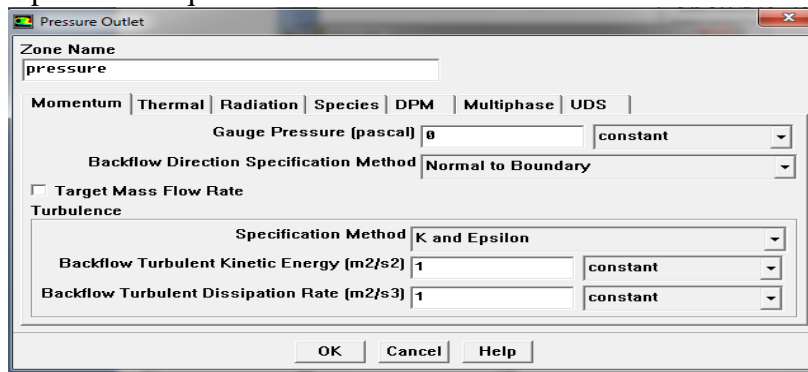 Pressure Outlet
Zone Name
pressure
Momentum Thermal Radiation Species DPM Multiphase UDS
Gauge Pressure (pascal) 0 constant
Backflow Direction Specification Method Normal to Boundary
Target Mass Flow Rate
Turbulence
Specification Method K and Epsilon
Backflow Turbulent Kinetic Energy (m2/s2) 1 constant
Backflow Turbulent Dissipation Rate (m2/s3) 1 constant
OK Cancel Help